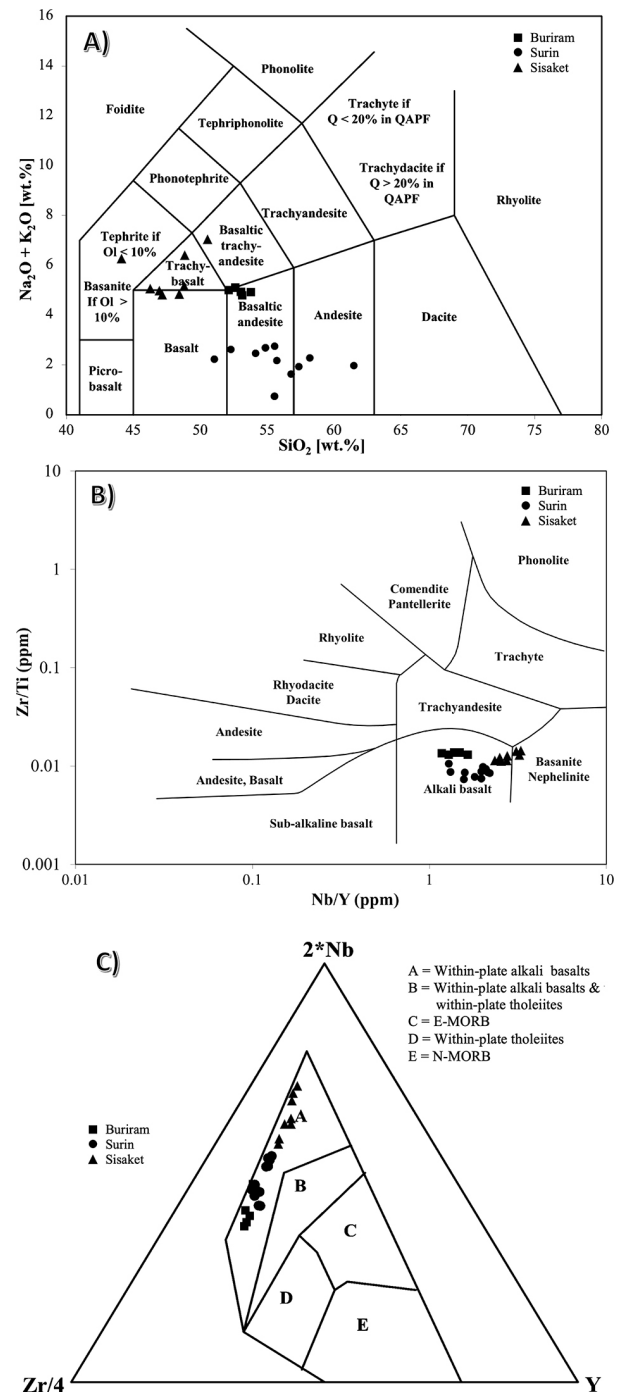 A)
16
14
12
10
8
6
4
2
0
Na₂O + K₂O [wt.%]
Buriram
Surin
Sisaket
Phonolite
Foidite
Tephriphonolite
Trachyte if
Q < 20% in QAPF
Phonotephrite
Trachydacite if
Q > 20% in
QAPF
Rhyolite
Trachyandesite
Tephrite if
Ol < 10%
Basaltic
trachy-
andesite
Trachy-
basalt
Basanite
If Ol >
10%
Basaltic
andesite
Andesite
Dacite
Basalt
Picro-
basalt
40 45 50 55 60 65 70 75 80
SiO₂ [wt.%]
B)
10
1
0.1
0.01
0.001
Zr/Ti (ppm)
Buriram
Surin
Sisaket
Phonolite
Comendite
Pantellerite
Rhyolite
Trachyte
Rhyodacite
Dacite
Trachyandesite
Andesite
Andesite, Basalt
Alkali basalt
Basanite
Nephelinite
Sub-alkaline basalt
0.01 0.1 1 10
Nb/Y (ppm)
C)
2*Nb
A = Within-plate alkali basalts
B = Within-plate alkali basalts &
within-plate tholeiites
C = E-MORB
D = Within-plate tholeiites
E = N-MORB
Buriram
Surin
Sisaket
A
B
C
D
E
Zr/4
Y